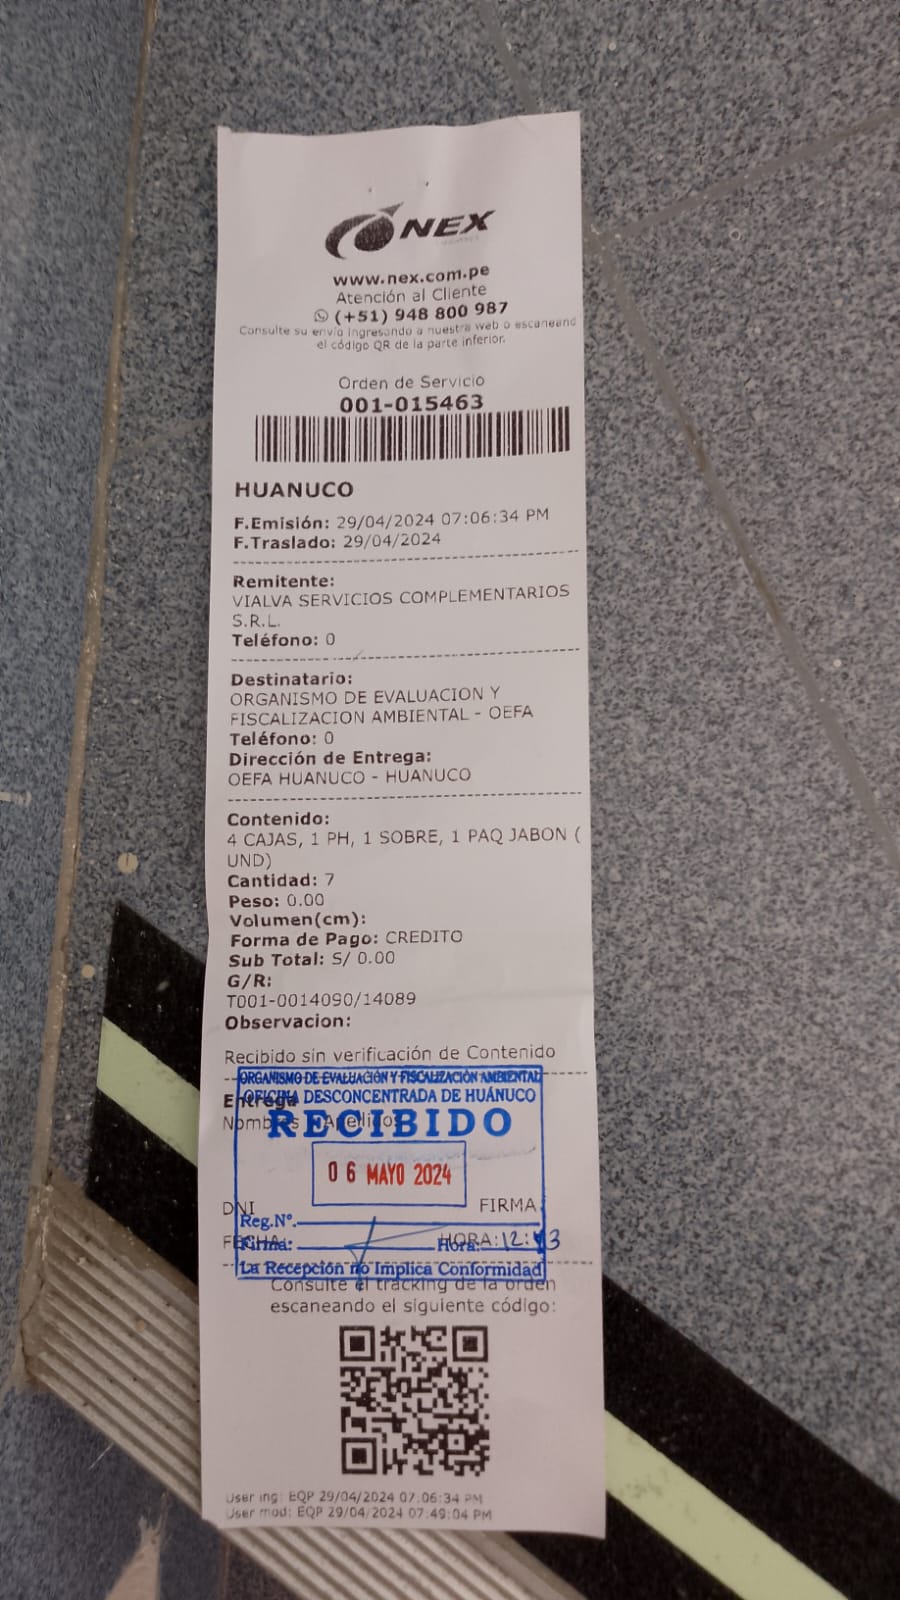 NEX
www.nex.com.pe
Atención al Cliente
(+51) 948 800 987
Consulte su envío ingresando a nuestra web o escaneand
el código QR de la parte inferior.
Orden de Servicio
001-015463
HUANUCO
F.Emisión: 29/04/2024 07:06:34 PM
F.Traslado: 29/04/2024
Remitente:
VIALVA SERVICIOS COMPLEMENTARIOS
S.R.L.
Teléfono: 0
Destinatario:
ORGANISMO DE EVALUACION Y
FISCALIZACION AMBIENTAL - OEFA
Teléfono: 0
Dirección de Entrega:
OEFA HUANUCO - HUANUCO
Contenido:
4 CAJAS, 1 PH, 1 SOBRE, 1 PAQ JABON (
UND)
Cantidad: 7
Peso: 0.00
Volumen(cm):
Forma de Pago: CREDITO
Sub Total: S/ 0.00
G/R:
T001-0014090/14089
Observacion:
Recibido sin verificación de Contenido
ORGANISMO DE EVALUACIÓN Y FISCALIZACIÓN AMBIENTAL
OFICINA DESCONCENTRADA DE HUÁNUCO
Entrega
RECIBIDO
06 MAYO 2024
DNI FIRMA
Reg.Nº.
FECHA: HORA:
Firma: Hora:
La Recepción no Implica Conformidad
Consulte el tracking de la orden
escaneando el siguiente código:
User ing: EQP 29/04/2024 07:06:34 PM
User mod: EQP 29/04/2024 07:49:04 PM